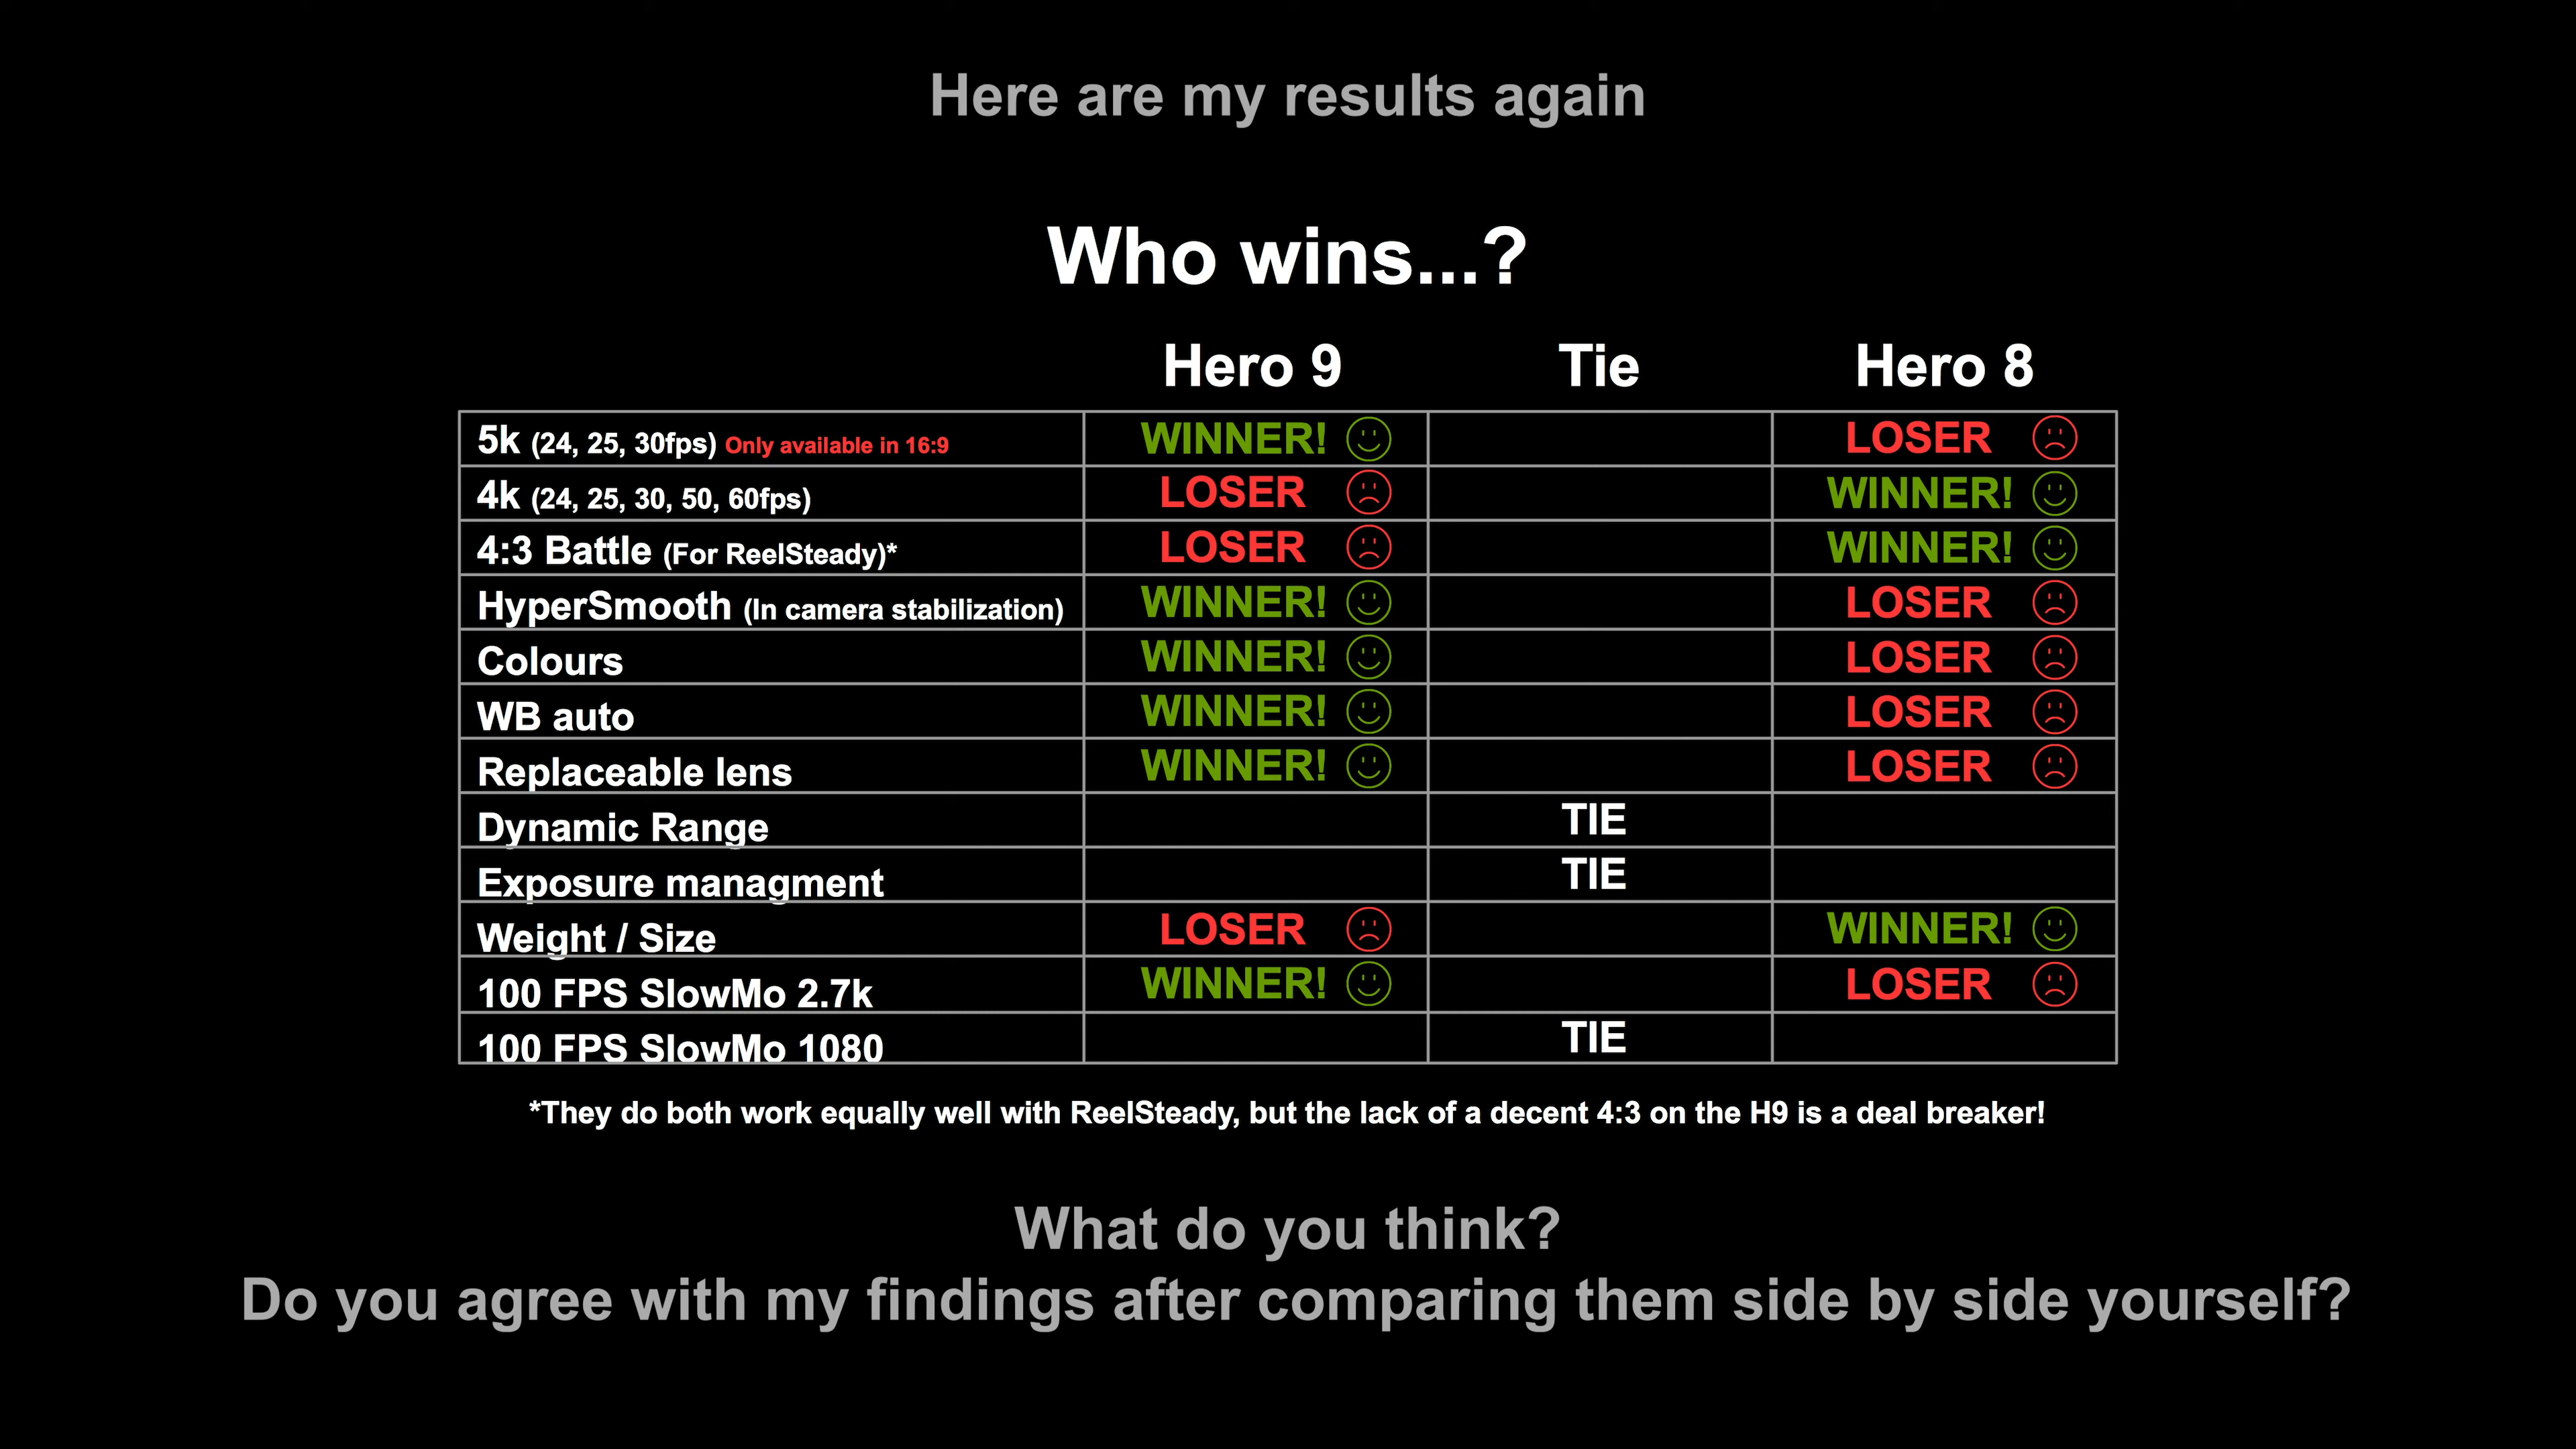 Here are my results again
Who wins...?
Hero 9 Tie Hero 8
5k (24, 25, 30fps) Only available in 16:9 WINNER! LOSER
4k (24, 25, 30, 50, 60fps) LOSER WINNER!
4:3 Battle (For ReelSteady)* LOSER WINNER!
HyperSmooth (In camera stabilization) WINNER! LOSER
Colours WINNER! LOSER
WB auto WINNER! LOSER
Replaceable lens WINNER! LOSER
Dynamic Range TIE
Exposure managment TIE
Weight / Size LOSER WINNER!
100 FPS SlowMo 2.7k WINNER! LOSER
100 FPS SlowMo 1080 TIE
*They do both work equally well with ReelSteady, but the lack of a decent 4:3 on the H9 is a deal breaker!
What do you think?
Do you agree with my findings after comparing them side by side yourself?